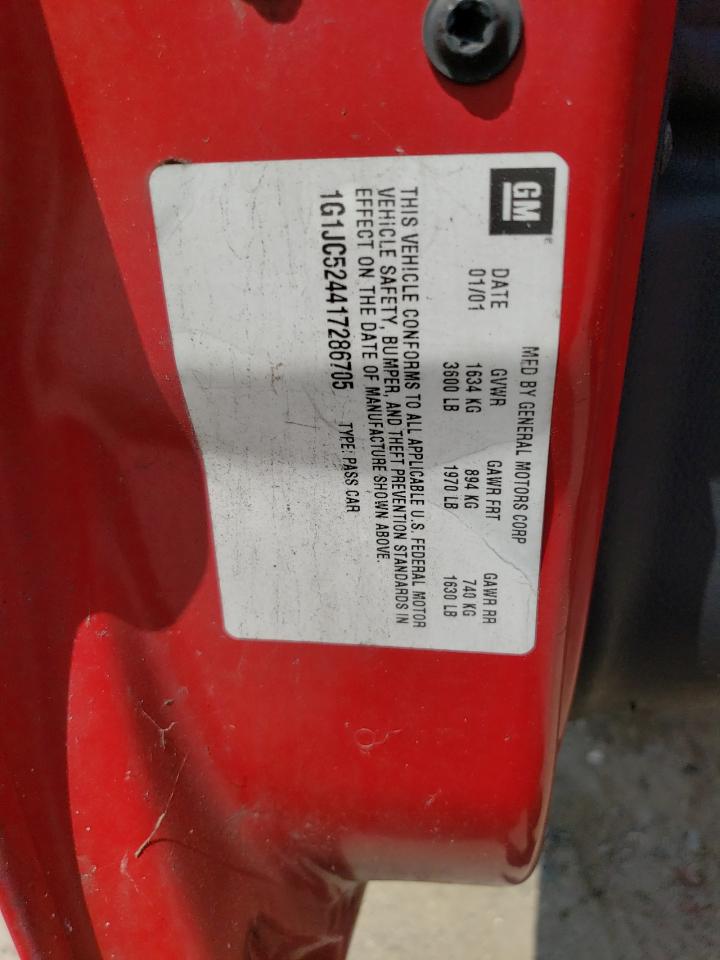 GM
MFD BY GENERAL MOTORS CORP
DATE GVWR GAWR FRT GAWR RR
01/01 1634 KG 894 KG 740 KG
3600 LB 1970 LB 1630 LB
THIS VEHICLE CONFORMS TO ALL APPLICABLE U.S. FEDERAL MOTOR
VEHICLE SAFETY, BUMPER, AND THEFT PREVENTION STANDARDS IN
EFFECT ON THE DATE OF MANUFACTURE SHOWN ABOVE.
1G1JC524417286705 TYPE: PASS CAR